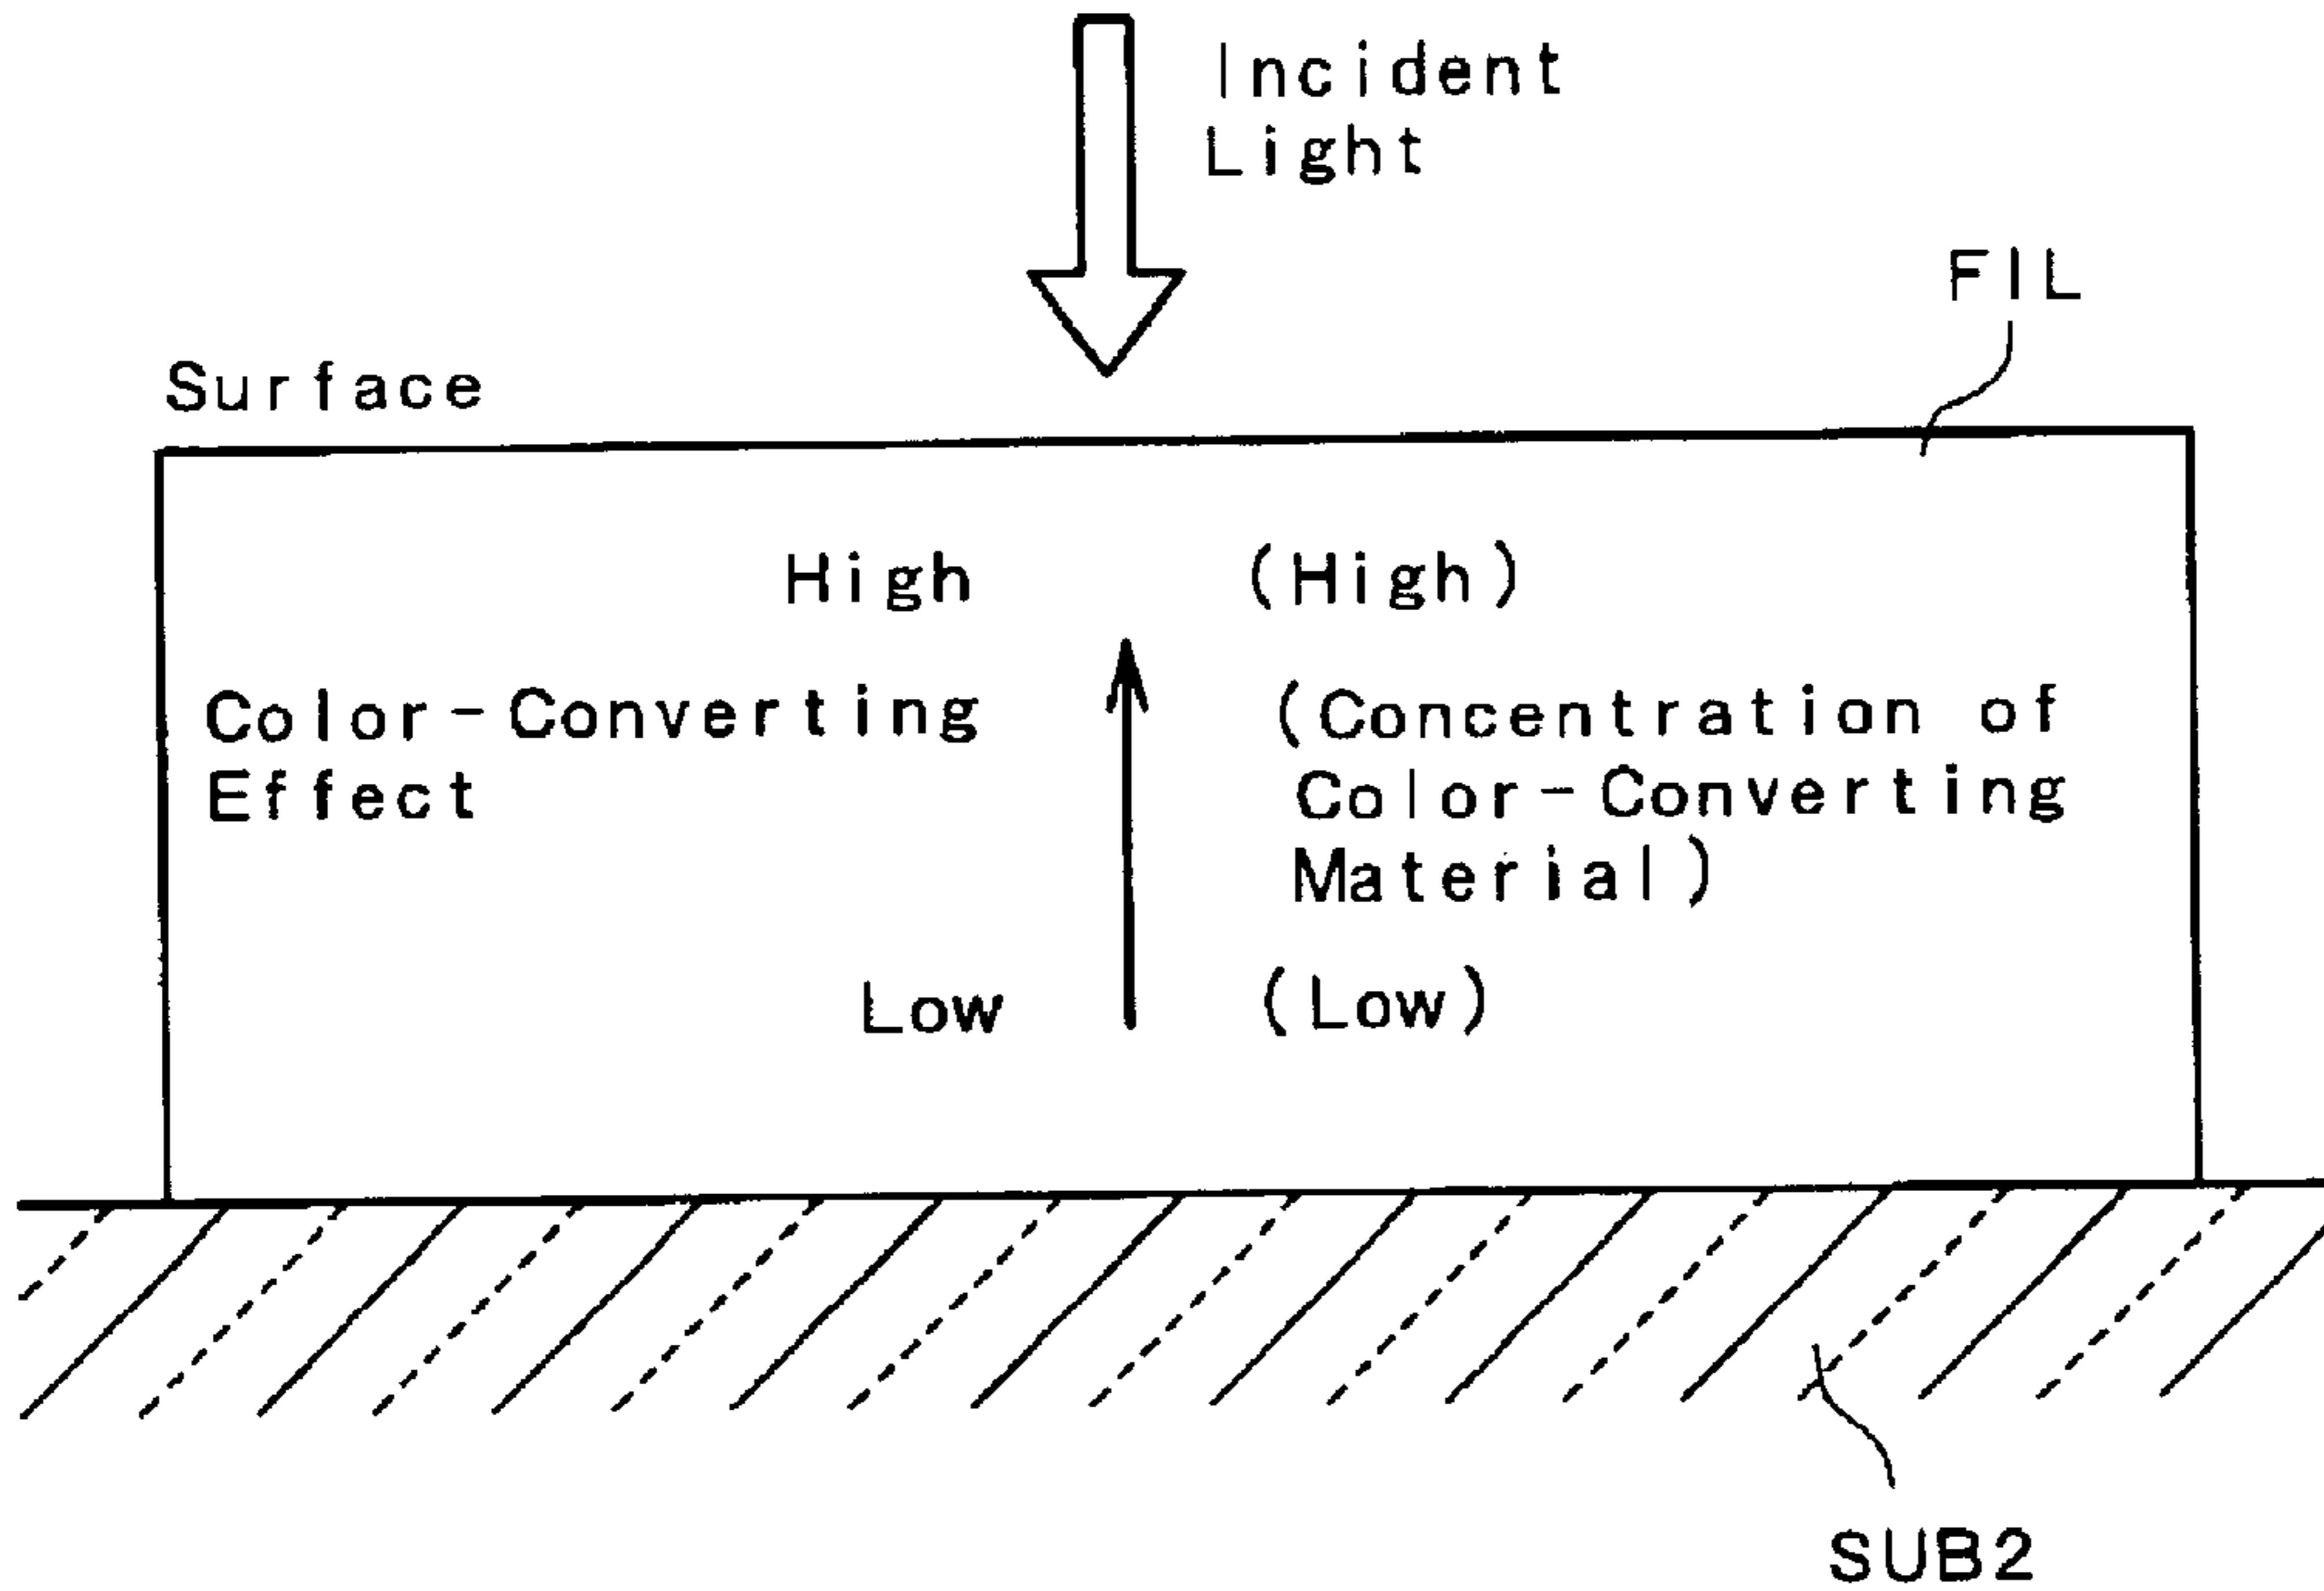 Incident
Light
FIL
Surface
High
(High)
Color-Converting
Effect
(Concentration of
Color-Converting
Material)
Low
(Low)
SUB2